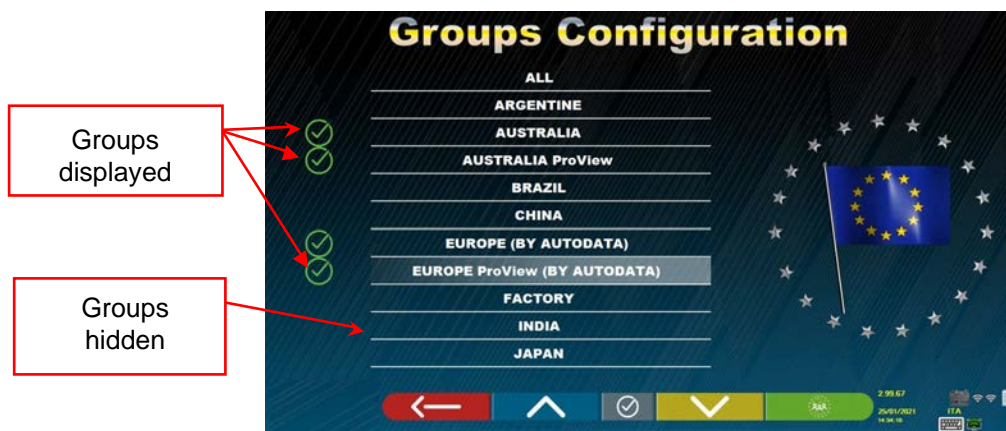 Groups Configuration
ALL
ARGENTINE
Groups
displayed
AUSTRALIA
AUSTRALIA ProView
BRAZIL
CHINA
EUROPE (BY AUTODATA)
EUROPE ProView (BY AUTODATA)
Groups
hidden
FACTORY
INDIA
JAPAN
2.99.67
25/01/2021
ITA